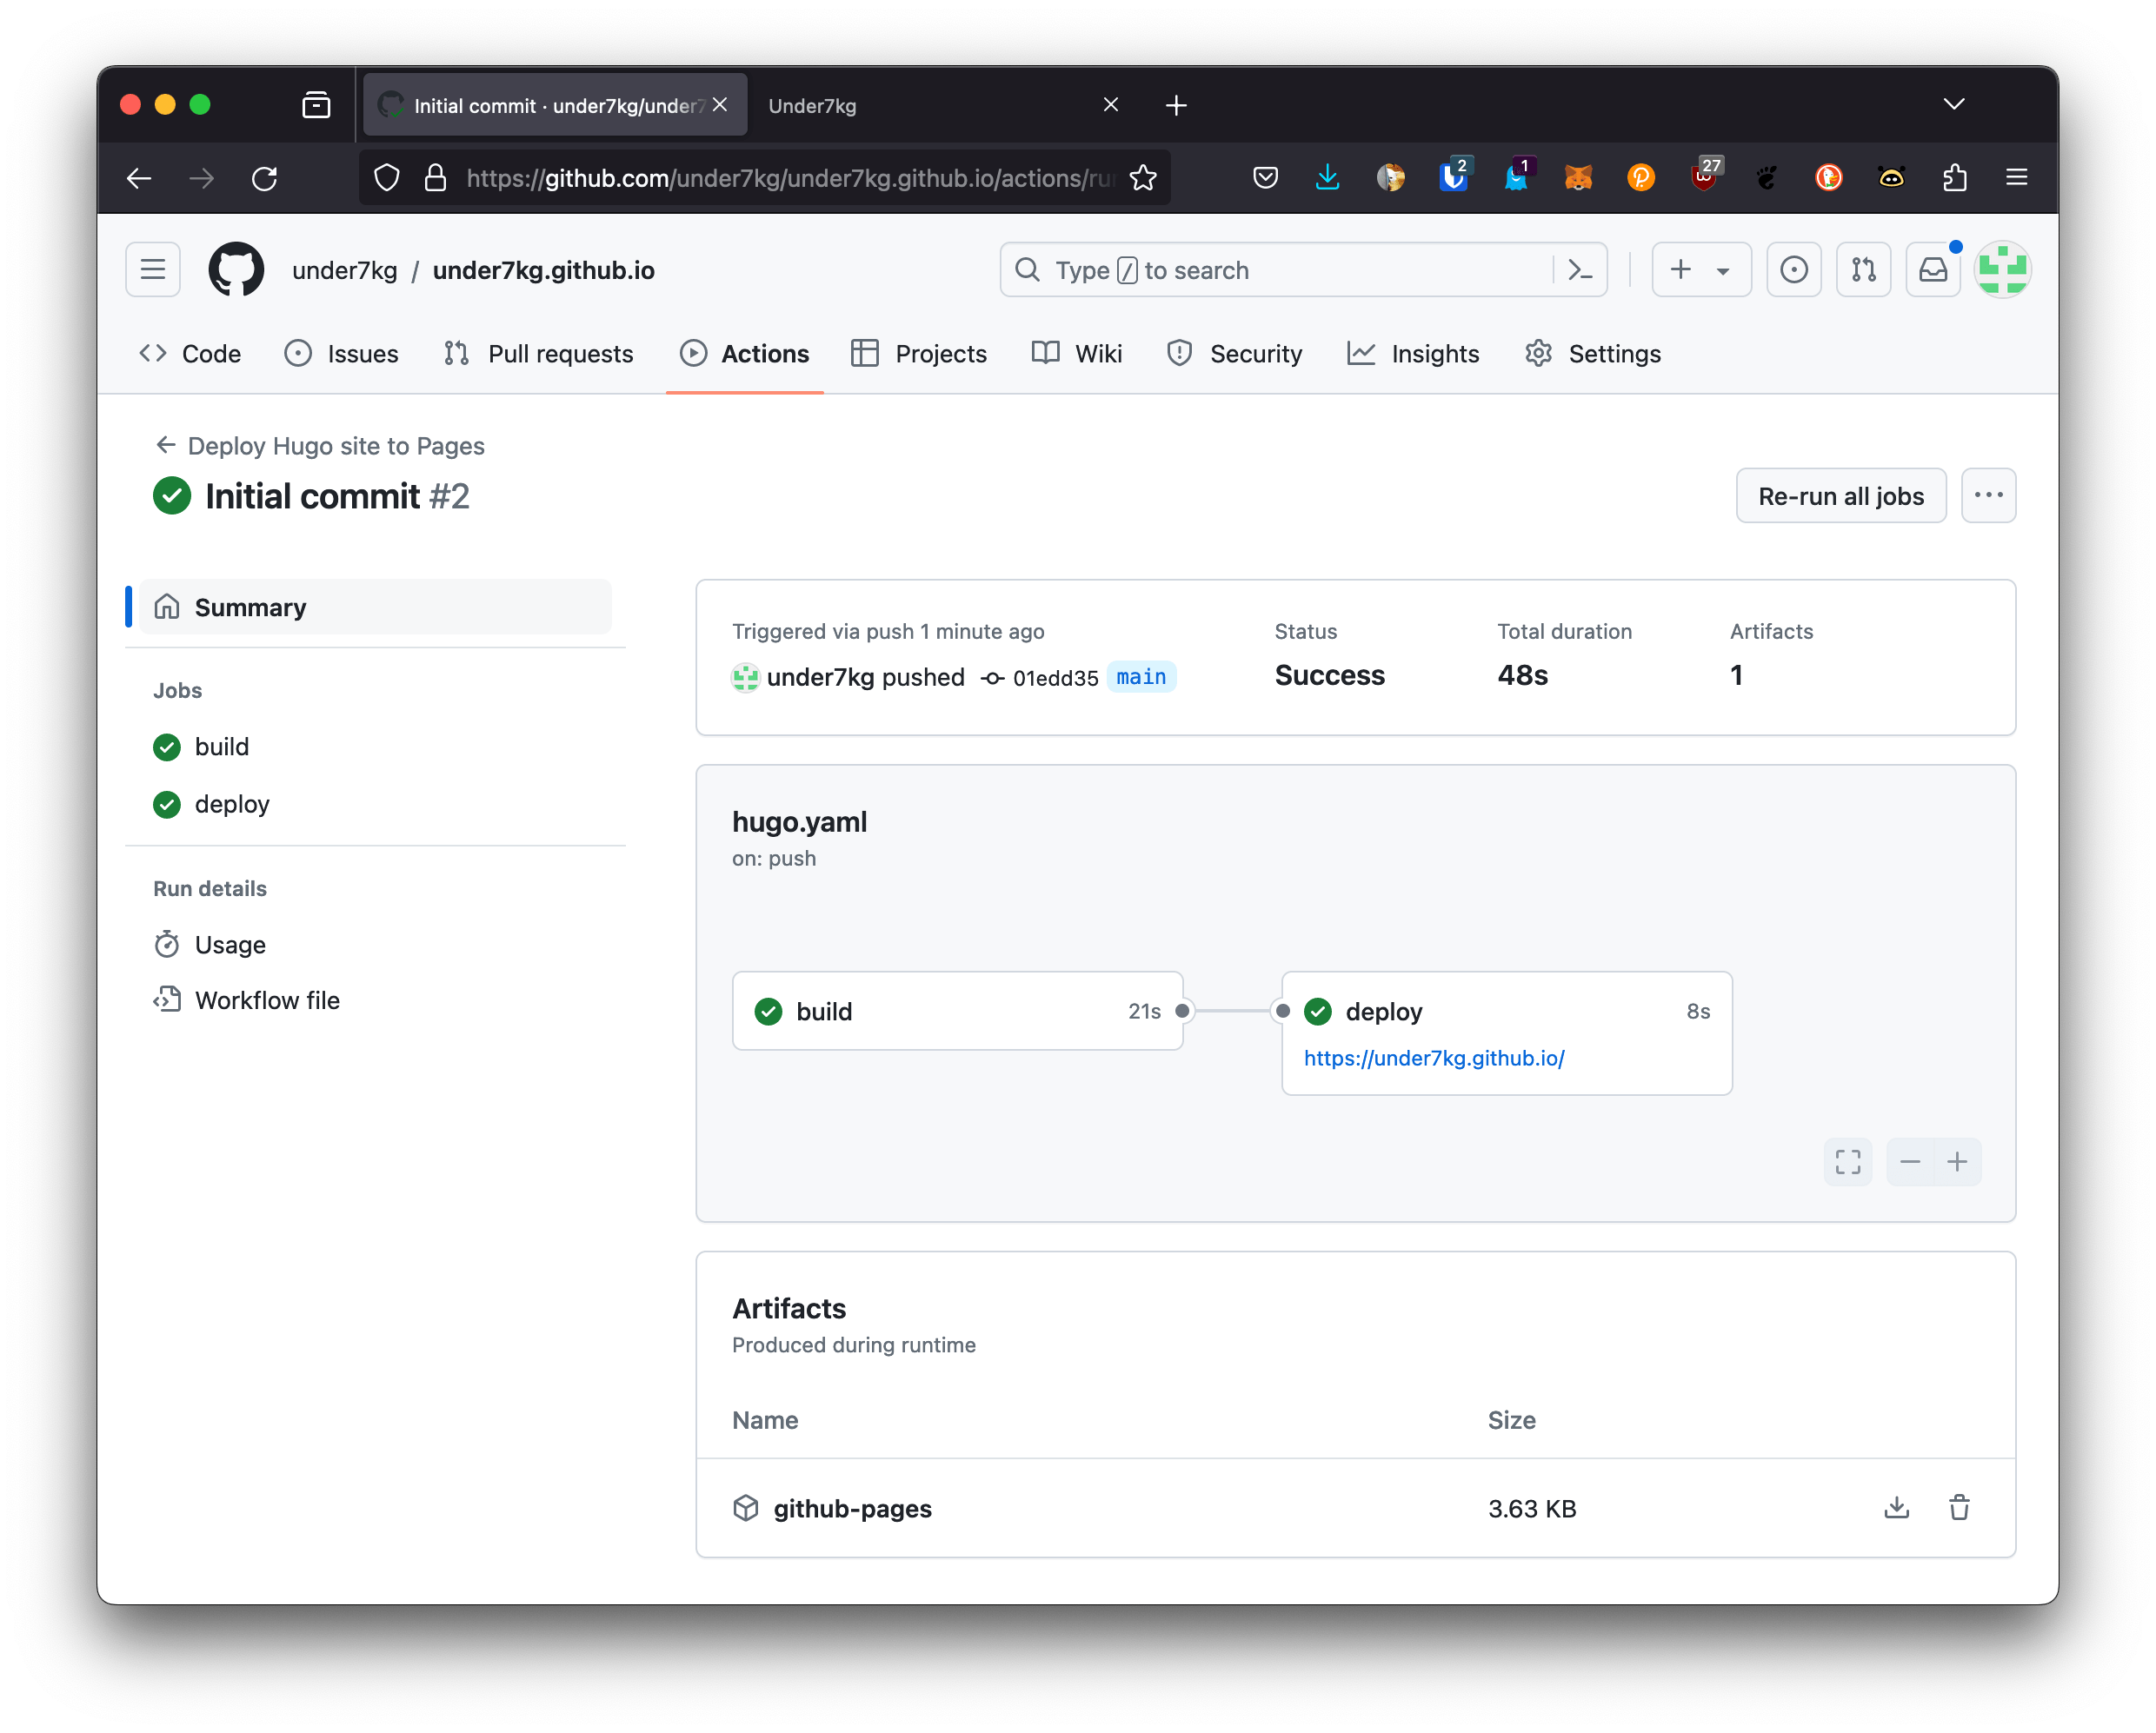 Initial commit · under7kg/under7
Under7kg
https://github.com/under7kg/under7kg.github.io/actions/ru
2
1
27
under7kg / under7kg.github.io
Type / to search
Code
Issues
Pull requests
Actions
Projects
Wiki
Security
Insights
Settings
Deploy Hugo site to Pages
Initial commit #2
Re-run all jobs
Summary
Jobs
build
deploy
Run details
Usage
Workflow file
Triggered via push 1 minute ago
under7kg pushed 01edd35 main
Status
Success
Total duration
48s
Artifacts
1
hugo.yaml
on: push
build 21s
deploy 8s
https://under7kg.github.io/
Artifacts
Produced during runtime
Name Size
github-pages 3.63 KB